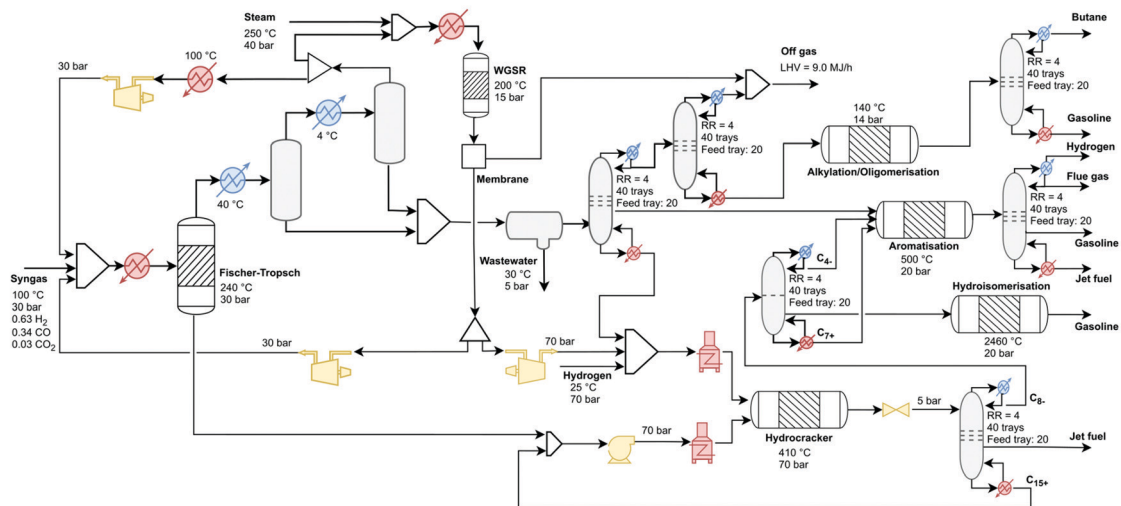 Steam
250 °C
40 bar
30 bar
100 °C
WGSR
200 °C
15 bar
Off gas
LHV = 9.0 MJ/h
Butane
RR = 4
40 trays
Feed tray: 20
Gasoline
4 °C
RR = 4
40 trays
Feed tray: 20
140 °C
14 bar
Alkylation/Oligomerisation
Membrane
40 °C
RR = 4
40 trays
Feed tray: 20
Hydrogen
Flue gas
RR = 4
40 trays
Feed tray: 20
Gasoline
Jet fuel
Aromatisation
500 °C
20 bar
Fischer-Tropsch
240 °C
30 bar
Wastewater
30 °C
5 bar
Syngas
100 °C
30 bar
0.63 H₂
0.34 CO
0.03 CO₂
C₄₋
RR = 4
40 trays
Feed tray: 20
C₇₊
Hydroisomerisation
2460 °C
20 bar
Gasoline
30 bar
70 bar
Hydrogen
25 °C
70 bar
70 bar
Hydrocracker
410 °C
70 bar
5 bar
C₈₋
RR = 4
40 trays
Feed tray: 20
Jet fuel
C₁₅₊